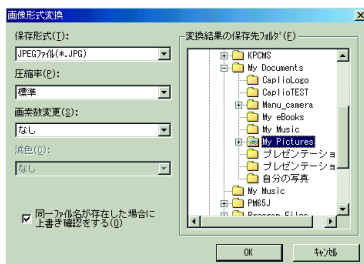 画像形式変換
保存形式(T):
JPEGファイル(*.JPG)
圧縮率(P):
標準
画素数変更(S):
なし
減色(C):
なし
同一ファイル名が存在した場合に
上書き確認をする(O)
変換結果の保存先フォルダ(F)
KPCMS
My Documents
CaplioLogo
CaplioTEST
Manu_camera
My eBooks
My Music
My Pictures
プレゼンテーショ
プレゼンテーショ
自分の写真
My Music
PM65J
Program Files
OK
キャンセル